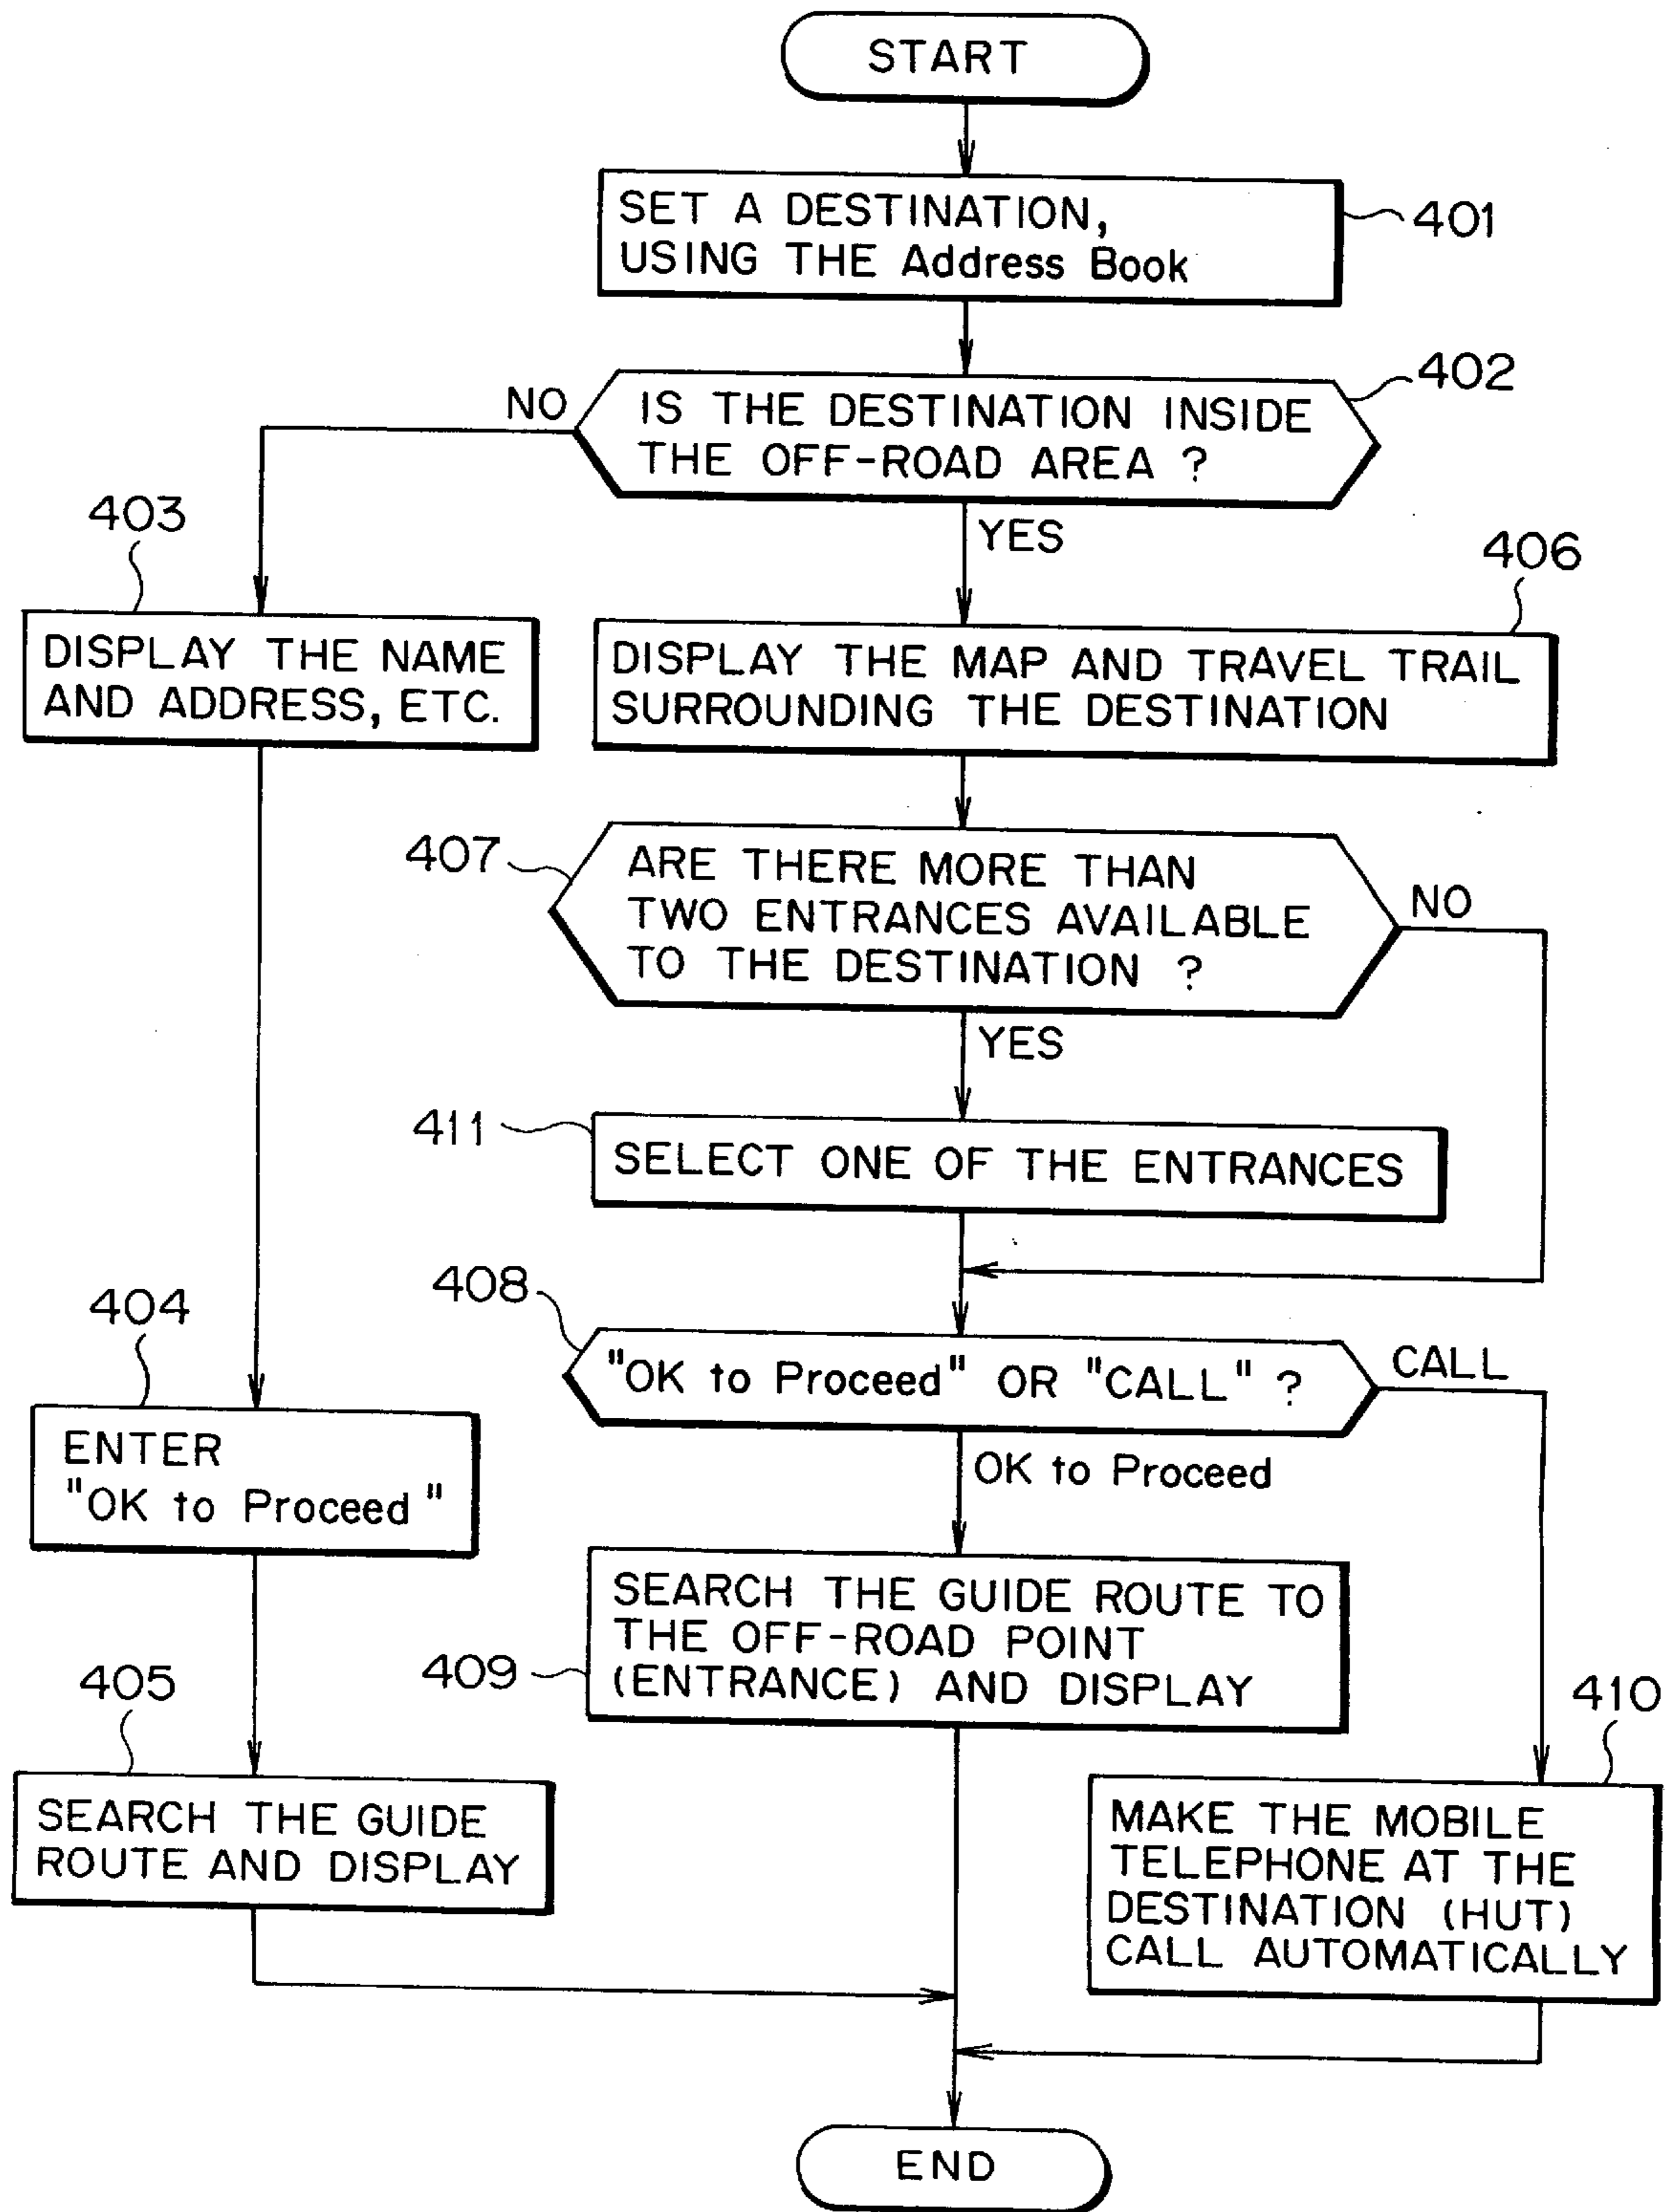 START
SET A DESTINATION,
USING THE Address Book
401
402
NO
IS THE DESTINATION INSIDE
THE OFF-ROAD AREA ?
YES
403
DISPLAY THE NAME
AND ADDRESS, ETC.
406
DISPLAY THE MAP AND TRAVEL TRAIL
SURROUNDING THE DESTINATION
407
ARE THERE MORE THAN
TWO ENTRANCES AVAILABLE
TO THE DESTINATION ?
NO
YES
411
SELECT ONE OF THE ENTRANCES
408
"OK to Proceed" OR "CALL" ?
CALL
OK to Proceed
404
ENTER
"OK to Proceed"
SEARCH THE GUIDE ROUTE TO
THE OFF-ROAD POINT
(ENTRANCE) AND DISPLAY
409
405
SEARCH THE GUIDE
ROUTE AND DISPLAY
410
MAKE THE MOBILE
TELEPHONE AT THE
DESTINATION (HUT)
CALL AUTOMATICALLY
END